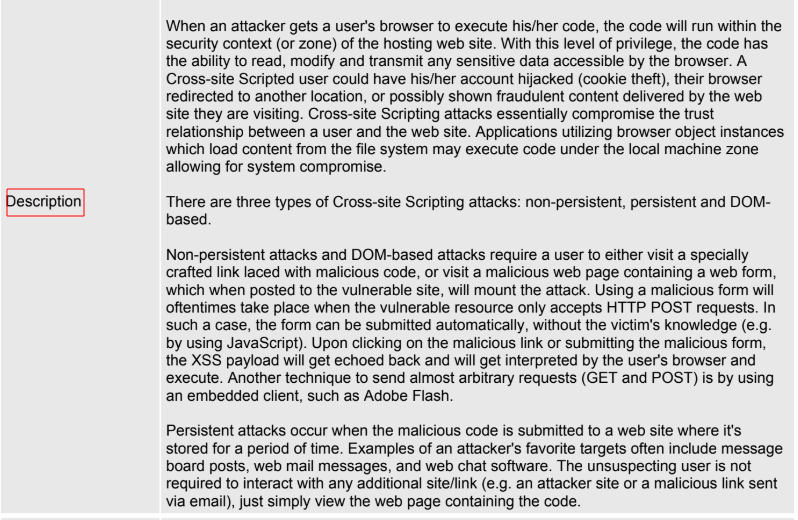 When an attacker gets a user's browser to execute his/her code, the code will run within the
security context (or zone) of the hosting web site. With this level of privilege, the code has
the ability to read, modify and transmit any sensitive data accessible by the browser. A
Cross-site Scripted user could have his/her account hijacked (cookie theft), their browser
redirected to another location, or possibly shown fraudulent content delivered by the web
site they are visiting. Cross-site Scripting attacks essentially compromise the trust
relationship between a user and the web site. Applications utilizing browser object instances
which load content from the file system may execute code under the local machine zone
allowing for system compromise.
Description
There are three types of Cross-site Scripting attacks: non-persistent, persistent and DOM-
based.
Non-persistent attacks and DOM-based attacks require a user to either visit a specially
crafted link laced with malicious code, or visit a malicious web page containing a web form,
which when posted to the vulnerable site, will mount the attack. Using a malicious form will
oftentimes take place when the vulnerable resource only accepts HTTP POST requests. In
such a case, the form can be submitted automatically, without the victim's knowledge (e.g.
by using JavaScript). Upon clicking on the malicious link or submitting the malicious form,
the XSS payload will get echoed back and will get interpreted by the user's browser and
execute. Another technique to send almost arbitrary requests (GET and POST) is by using
an embedded client, such as Adobe Flash.
Persistent attacks occur when the malicious code is submitted to a web site where it's
stored for a period of time. Examples of an attacker's favorite targets often include message
board posts, web mail messages, and web chat software. The unsuspecting user is not
required to interact with any additional site/link (e.g. an attacker site or a malicious link sent
via email), just simply view the web page containing the code.